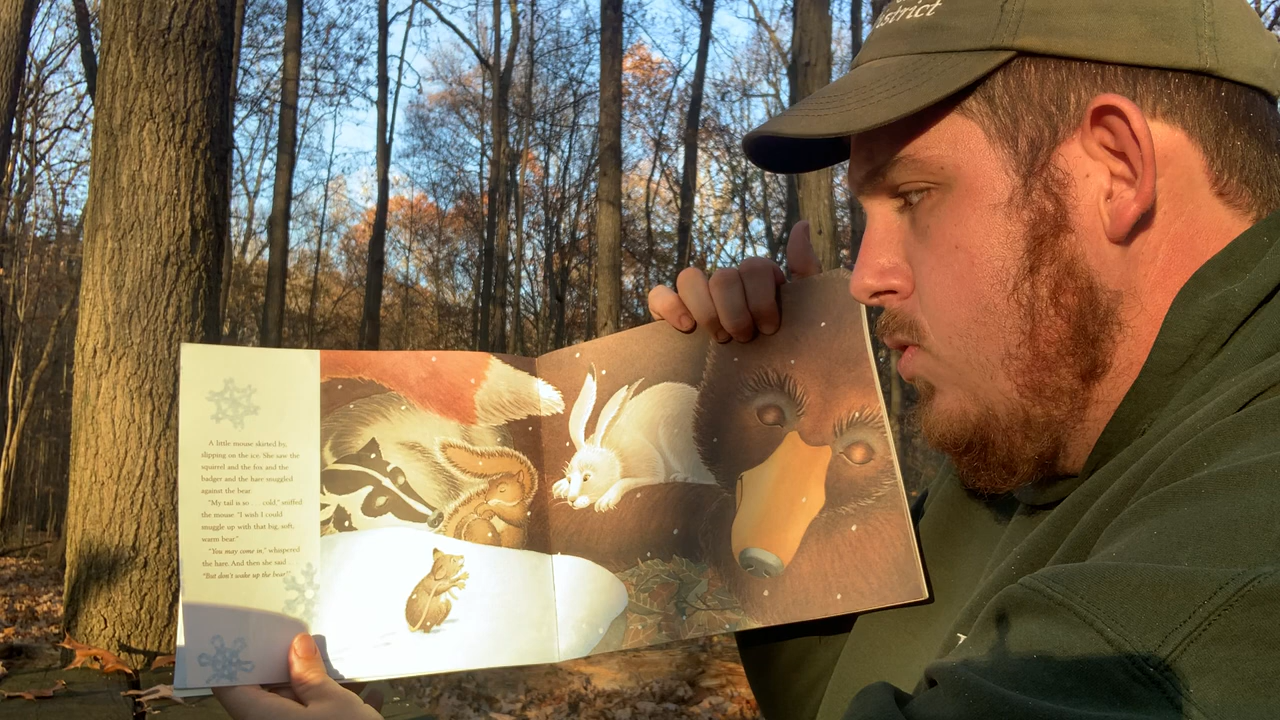 strict
A little mouse skirted by,
slipping on the ice. She saw the
squirrel and the fox and the
badger and the hare snuggled
against the bear.
"My tail is so . . . cold," sniffed
the mouse. "I wish I could
snuggle up with that big, soft,
warm bear."
"You may come in," whispered
the hare. And then she said . . .
"But don't wake up the bear!"